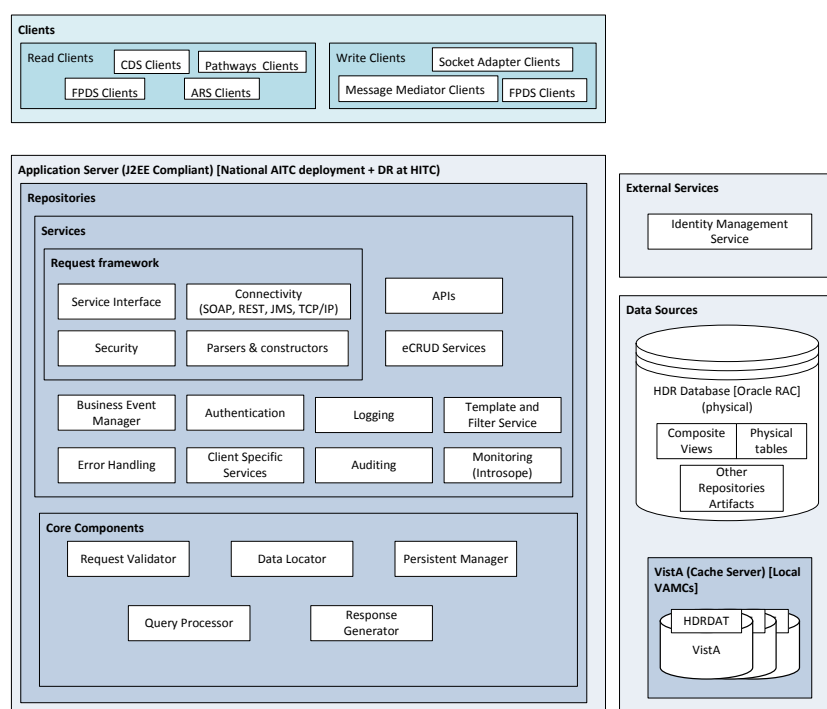 Clients
Read Clients
CDS Clients
Pathways Clients
FPDS Clients
ARS Clients
Write Clients
Socket Adapter Clients
Message Mediator Clients
FPDS Clients
Application Server (J2EE Compliant) [National AITC deployment + DR at HITC)
Repositories
Services
Request framework
Service Interface
Connectivity
(SOAP, REST, JMS, TCP/IP)
Security
Parsers & constructors
APIs
eCRUD Services
Business Event
Manager
Authentication
Logging
Template and
Filter Service
Error Handling
Client Specific
Services
Auditing
Monitoring
(Introsope)
Core Components
Request Validator
Data Locator
Persistent Manager
Query Processor
Response
Generator
External Services
Identity Management
Service
Data Sources
HDR Database [Oracle RAC]
(physical)
Composite
Views
Physical
tables
Other
Repositories
Artifacts
VistA (Cache Server) [Local
VAMCs]
HDRDAT
VistA